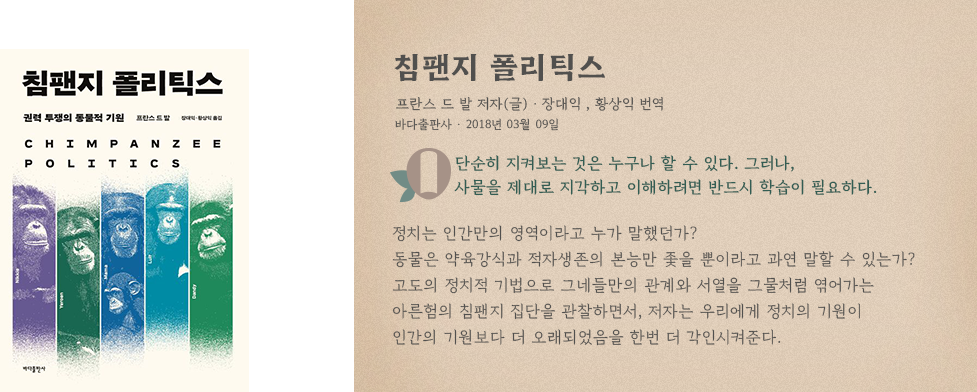 침팬지 폴리틱스
권력 투쟁의 동물적 기원 프란스 드 발 장대익·황상익 옮김
CHIMPANZEE
POLITICS
Nikkie
Yeroen
Mama
Luit
Dandy
바다출판사
침팬지 폴리틱스
프란스 드 발 저자(글) · 장대익 , 황상익 번역
바다출판사 · 2018년 03월 09일
단순히 지켜보는 것은 누구나 할 수 있다. 그러나,
사물을 제대로 지각하고 이해하려면 반드시 학습이 필요하다.
정치는 인간만의 영역이라고 누가 말했던가?
동물은 약육강식과 적자생존의 본능만 좇을 뿐이라고 과연 말할 수 있는가?
고도의 정치적 기법으로 그네들만의 관계와 서열을 그물처럼 엮어가는
아른험의 침팬지 집단을 관찰하면서, 저자는 우리에게 정치의 기원이
인간의 기원보다 더 오래되었음을 한번 더 각인시켜준다.